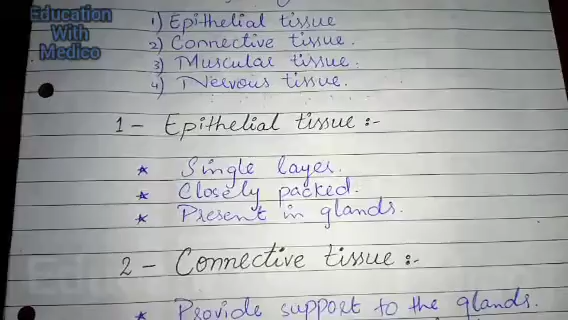 Education
With
Medico
1) Epithelial tissue
2) Connective tissue.
3) Muscular tissue.
4) Nervous tissue.
1 - Epithelial tissue :-
* Single layer.
* Closely packed.
* Present in glands.
2 - Connective tissue :-
* Provide support to the glands.